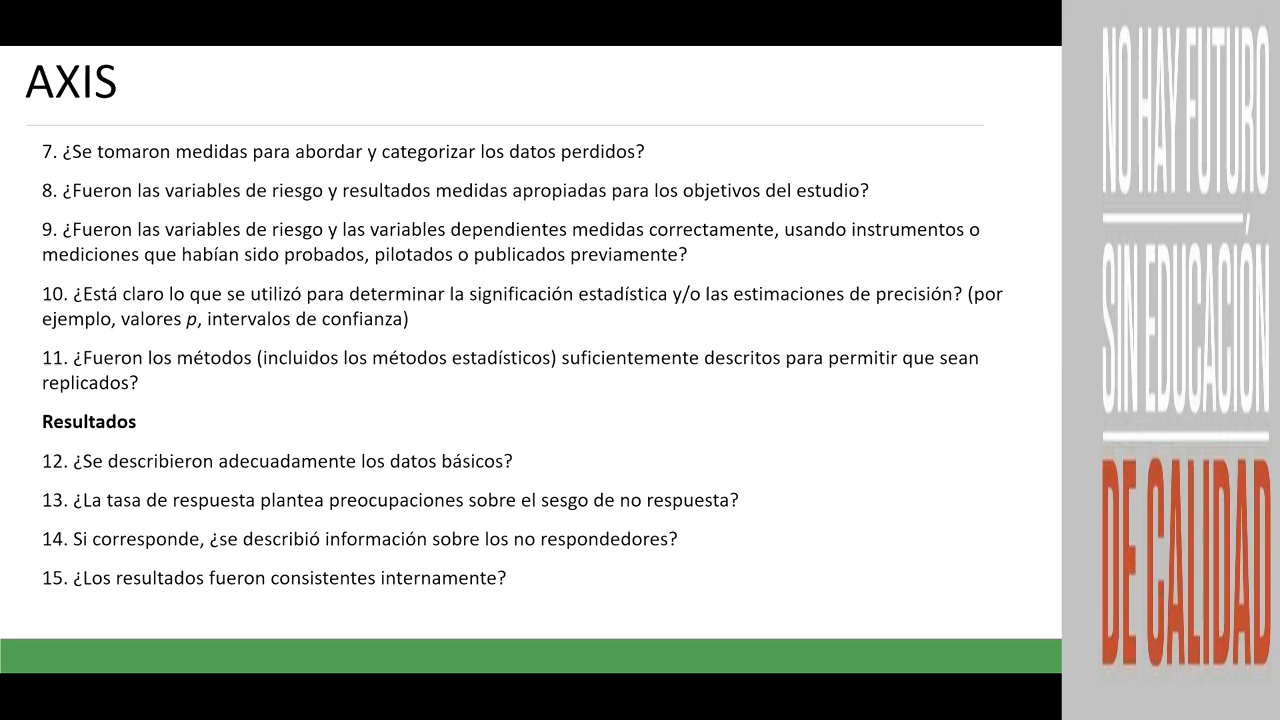 AXIS
7. ¿Se tomaron medidas para abordar y categorizar los datos perdidos?
8. ¿Fueron las variables de riesgo y resultados medidas apropiadas para los objetivos del estudio?
9. ¿Fueron las variables de riesgo y las variables dependientes medidas correctamente, usando instrumentos o
mediciones que habían sido probados, pilotados o publicados previamente?
10. ¿Está claro lo que se utilizó para determinar la significación estadística y/o las estimaciones de precisión? (por
ejemplo, valores p, intervalos de confianza)
11. ¿Fueron los métodos (incluidos los métodos estadísticos) suficientemente descritos para permitir que sean
replicados?
Resultados
12. ¿Se describieron adecuadamente los datos básicos?
13. ¿La tasa de respuesta plantea preocupaciones sobre el sesgo de no respuesta?
14. Si corresponde, ¿se describió información sobre los no respondedores?
15. ¿Los resultados fueron consistentes internamente?
NO HAY FUTURO
SIN EDUCACIÓN
DE CALIDAD